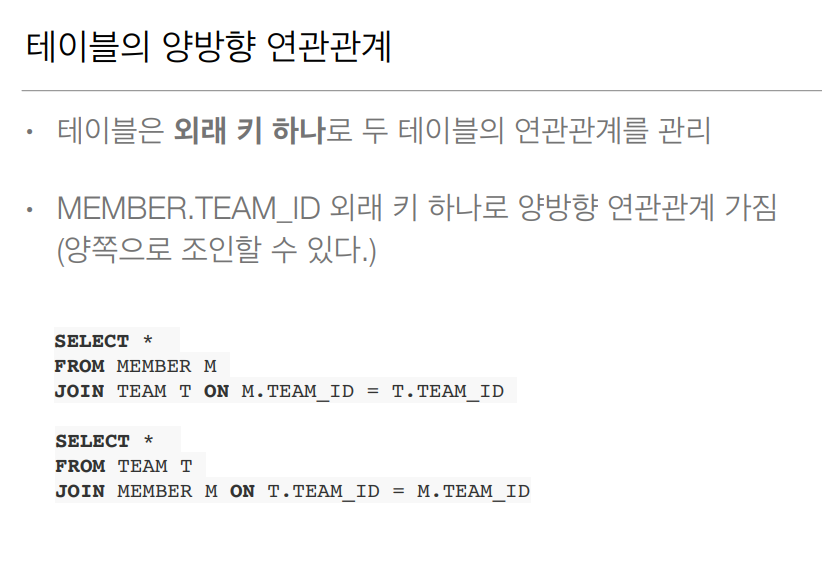 테이블의 양방향 연관관계
• 테이블은 외래 키 하나로 두 테이블의 연관관계를 관리
• MEMBER.TEAM_ID 외래 키 하나로 양방향 연관관계 가짐
(양쪽으로 조인할 수 있다.)
SELECT *
FROM MEMBER M
JOIN TEAM T ON M.TEAM_ID = T.TEAM_ID
SELECT *
FROM TEAM T
JOIN MEMBER M ON T.TEAM_ID = M.TEAM_ID